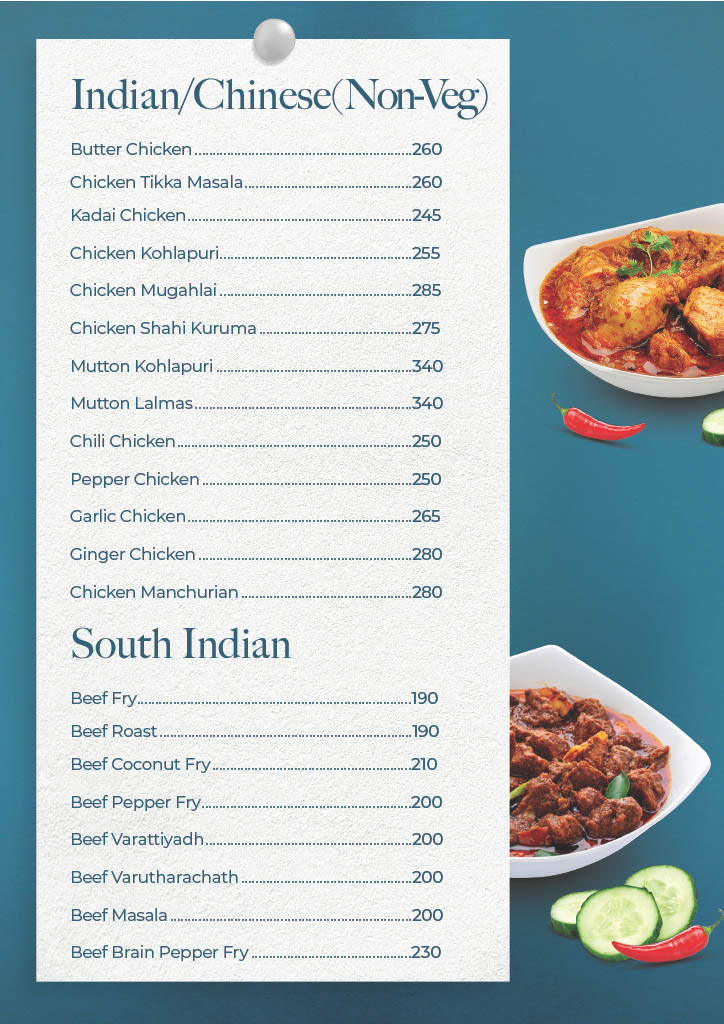 Indian/Chinese(Non-Veg)
Butter Chicken.................................................260
Chicken Tikka Masala.................................................260
Kadai Chicken.................................................245
Chicken Kohlapuri.................................................255
Chicken Mugahlai.................................................285
Chicken Shahi Kuruma.................................................275
Mutton Kohlapuri.................................................340
Mutton Lalmas.................................................340
Chili Chicken.................................................250
Pepper Chicken.................................................250
Garlic Chicken.................................................265
Ginger Chicken.................................................280
Chicken Manchurian.................................................280
South Indian
Beef Fry.................................................190
Beef Roast.................................................190
Beef Coconut Fry.................................................210
Beef Pepper Fry.................................................200
Beef Varattiyadh.................................................200
Beef Varutharachath.................................................200
Beef Masala.................................................200
Beef Brain Pepper Fry.................................................230